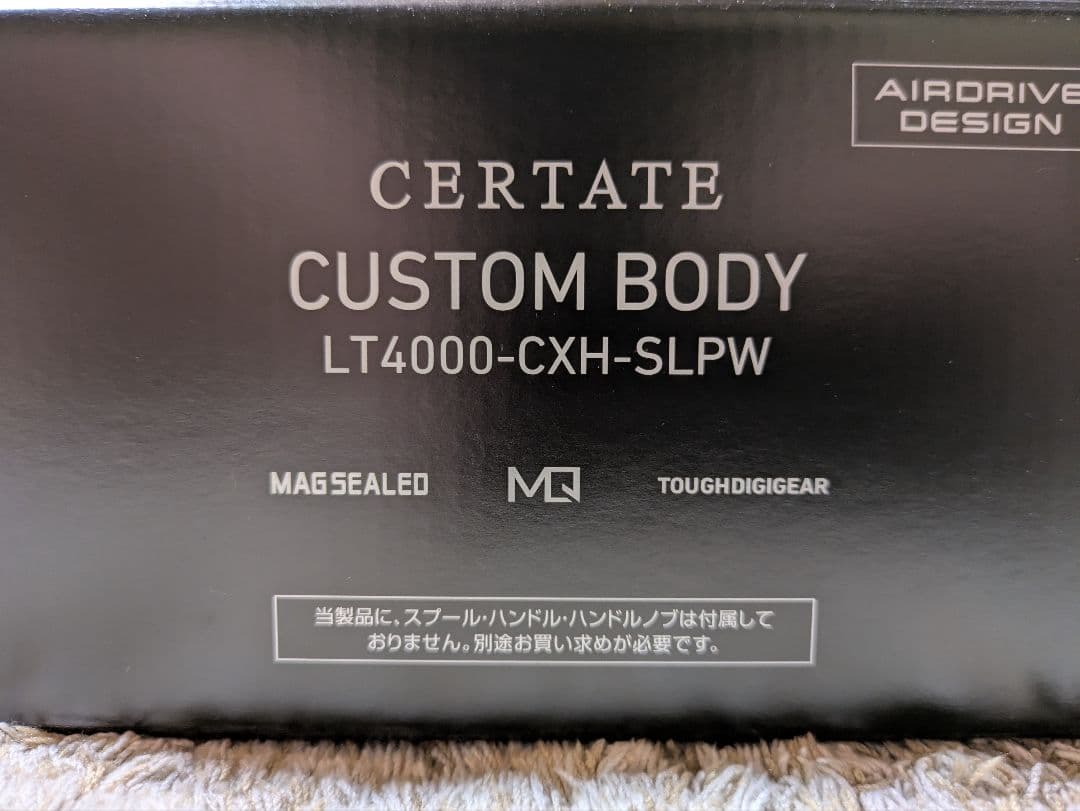 AIRDRIVE
DESIGN
CERTATE
CUSTOM BODY
LT4000-CXH-SLPW
MAGSEALED
MQ
TOUGHDIGIGEAR
当製品に、スプール・ハンドル・ハンドルノブは付属して
おりません。別途お買い求めが必要です。